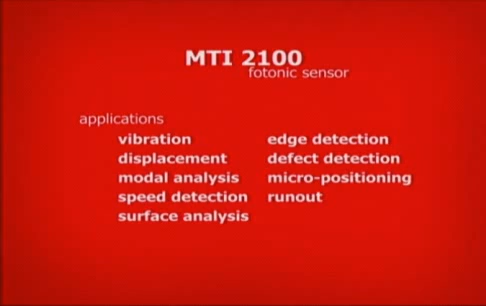 MTI 2100
fotonic sensor
applications
vibration
displacement
modal analysis
speed detection
surface analysis
edge detection
defect detection
micro-positioning
runout